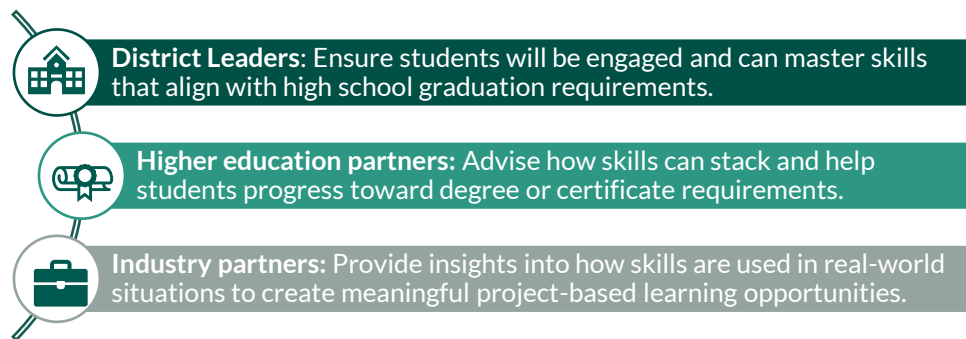 District Leaders: Ensure students will be engaged and can master skills
that align with high school graduation requirements.
Higher education partners: Advise how skills can stack and help
students progress toward degree or certificate requirements.
Industry partners: Provide insights into how skills are used in real-world
situations to create meaningful project-based learning opportunities.